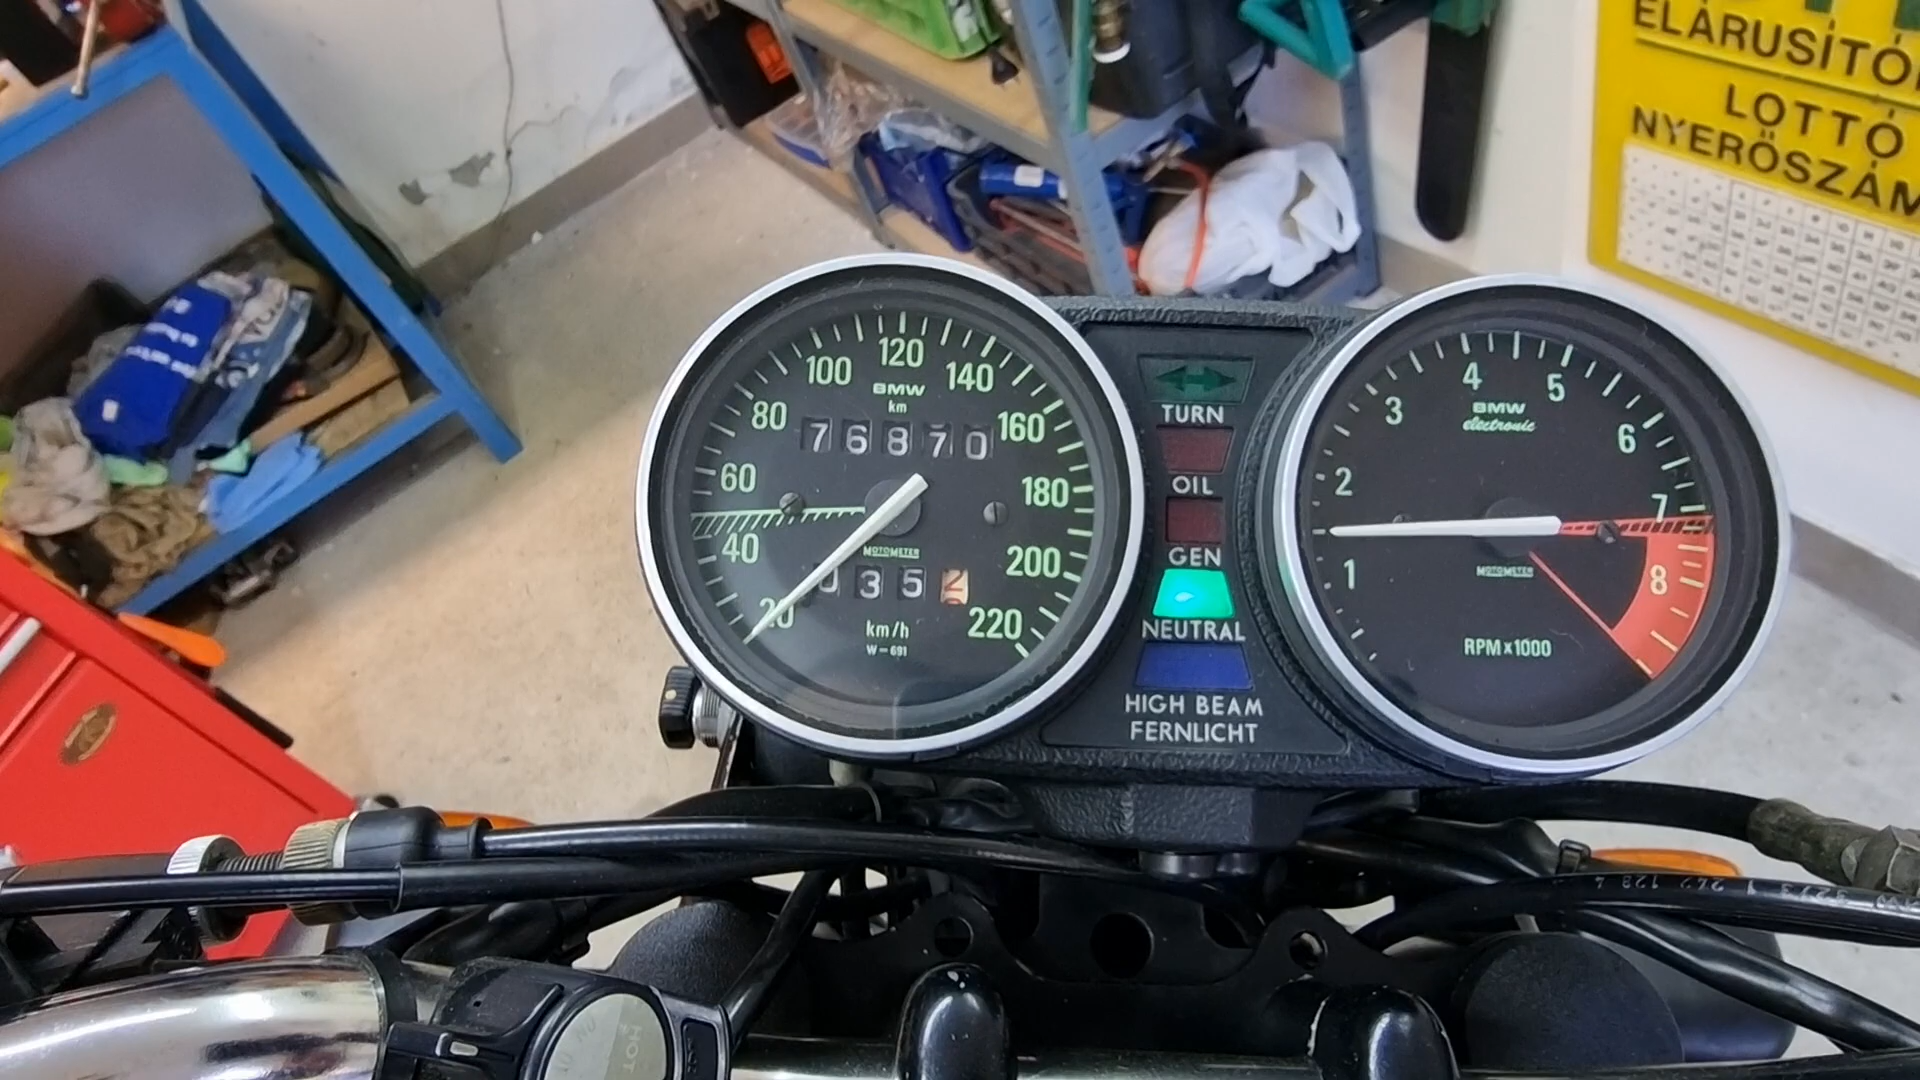 ELÁRUSÍTÓ
LOTTÓ
NYERŐSZÁM
120
100
140
BMW
km
80
160
76870
60
180
40
MOTOMETER
200
0352
20
220
km/h
W=691
TURN
OIL
GEN
NEUTRAL
HIGH BEAM
FERNLICHT
4
5
3
BMW
electronic
6
2
7
1
MOTOMETER
8
RPM x 1000
HOT